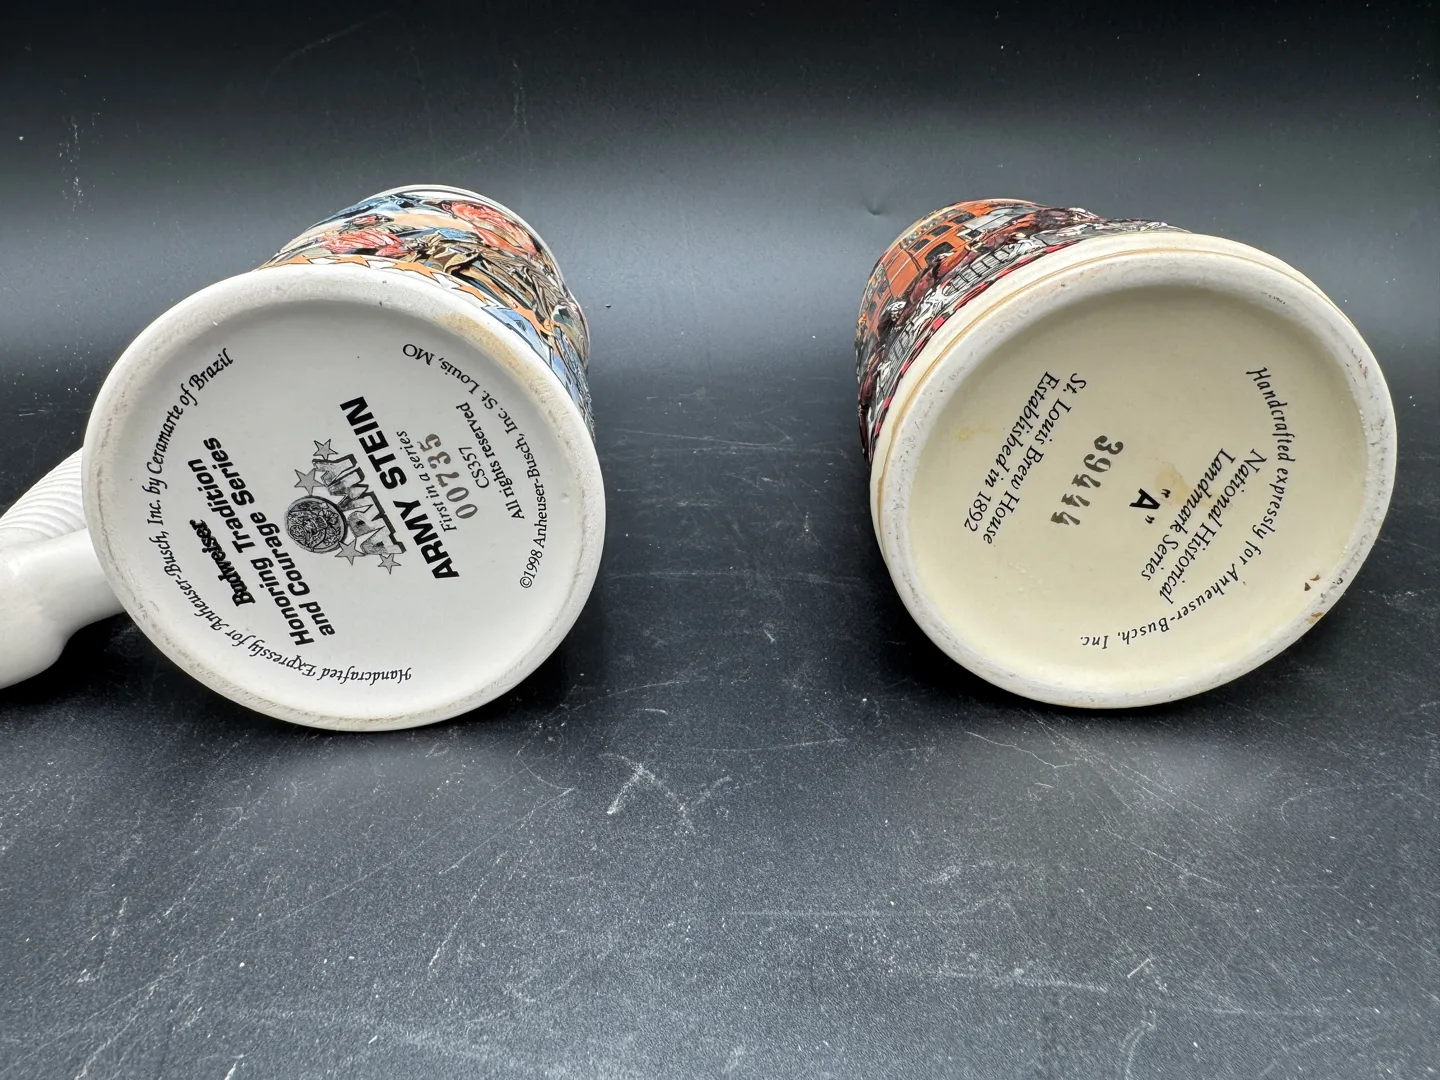 Handcrafted Expressly for Anheuser-Busch, Inc. by Ceramarte of Brazil
Budweiser
Honoring Tradition
and Courage Series
ARMY
ARMY STEIN
First in a series
00735
CS357
All rights reserved
©1998 Anheuser-Busch, Inc. St. Louis, MO
Handcrafted expressly for Anheuser-Busch, Inc.
National Historical
Landmark Series
"A"
39444
St. Louis Brew House
Established in 1892